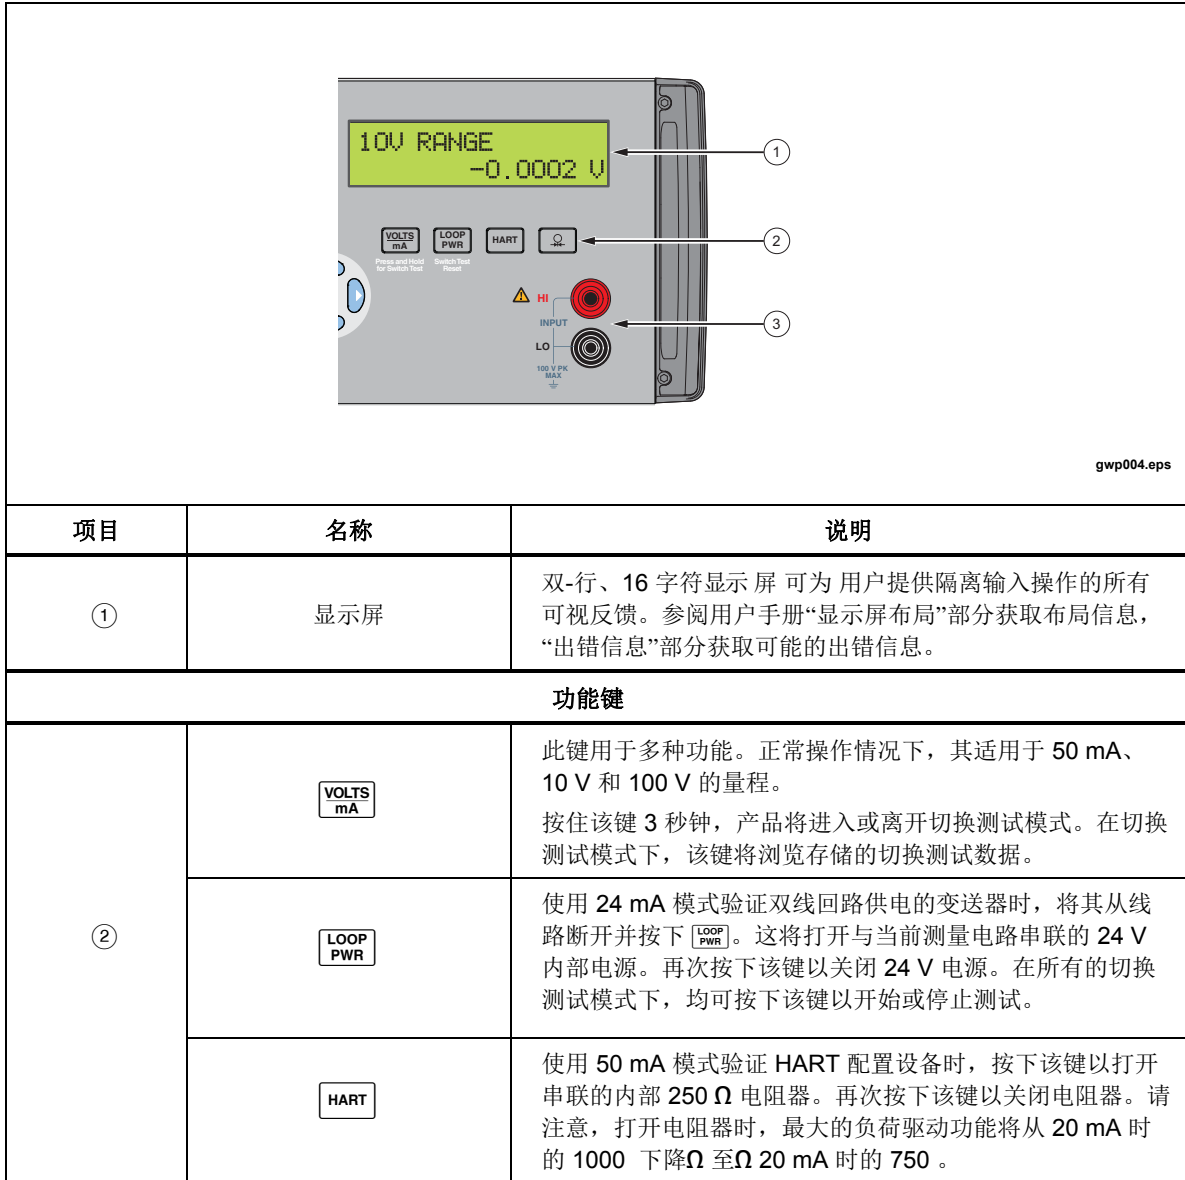 10V RANGE
-0.0002 V
1
VOLTS
mA
LOOP
PWR
HART
2
Press and Hold
for Switch Test
Switch Test
Reset
HI
INPUT
3
LO
100 V PK
MAX
gwp004.eps
项目 名称 说明
1 显示屏
双-行、16 字符显示 屏 可为 用户提供隔离输入操作的所有
可视反馈。参阅用户手册“显示屏布局”部分获取布局信息，
“出错信息”部分获取可能的出错信息。
功能键
2
VOLTS
mA
此键用于多种功能。正常操作情况下，其适用于 50 mA、
10 V 和 100 V 的量程。
按住该键 3 秒钟，产品将进入或离开切换测试模式。在切换
测试模式下，该键将浏览存储的切换测试数据。
LOOP
PWR
使用 24 mA 模式验证双线回路供电的变送器时，将其从线
路断开并按下 LOOP PWR。这将打开与当前测量电路串联的 24 V
内部电源。再次按下该键以关闭 24 V 电源。在所有的切换
测试模式下，均可按下该键以开始或停止测试。
HART
使用 50 mA 模式验证 HART 配置设备时，按下该键以打开
串联的内部 250 Ω 电阻器。再次按下该键以关闭电阻器。请
注意，打开电阻器时，最大的负荷驱动功能将从 20 mA 时
的 1000 下降Ω 至Ω 20 mA 时的 750 。